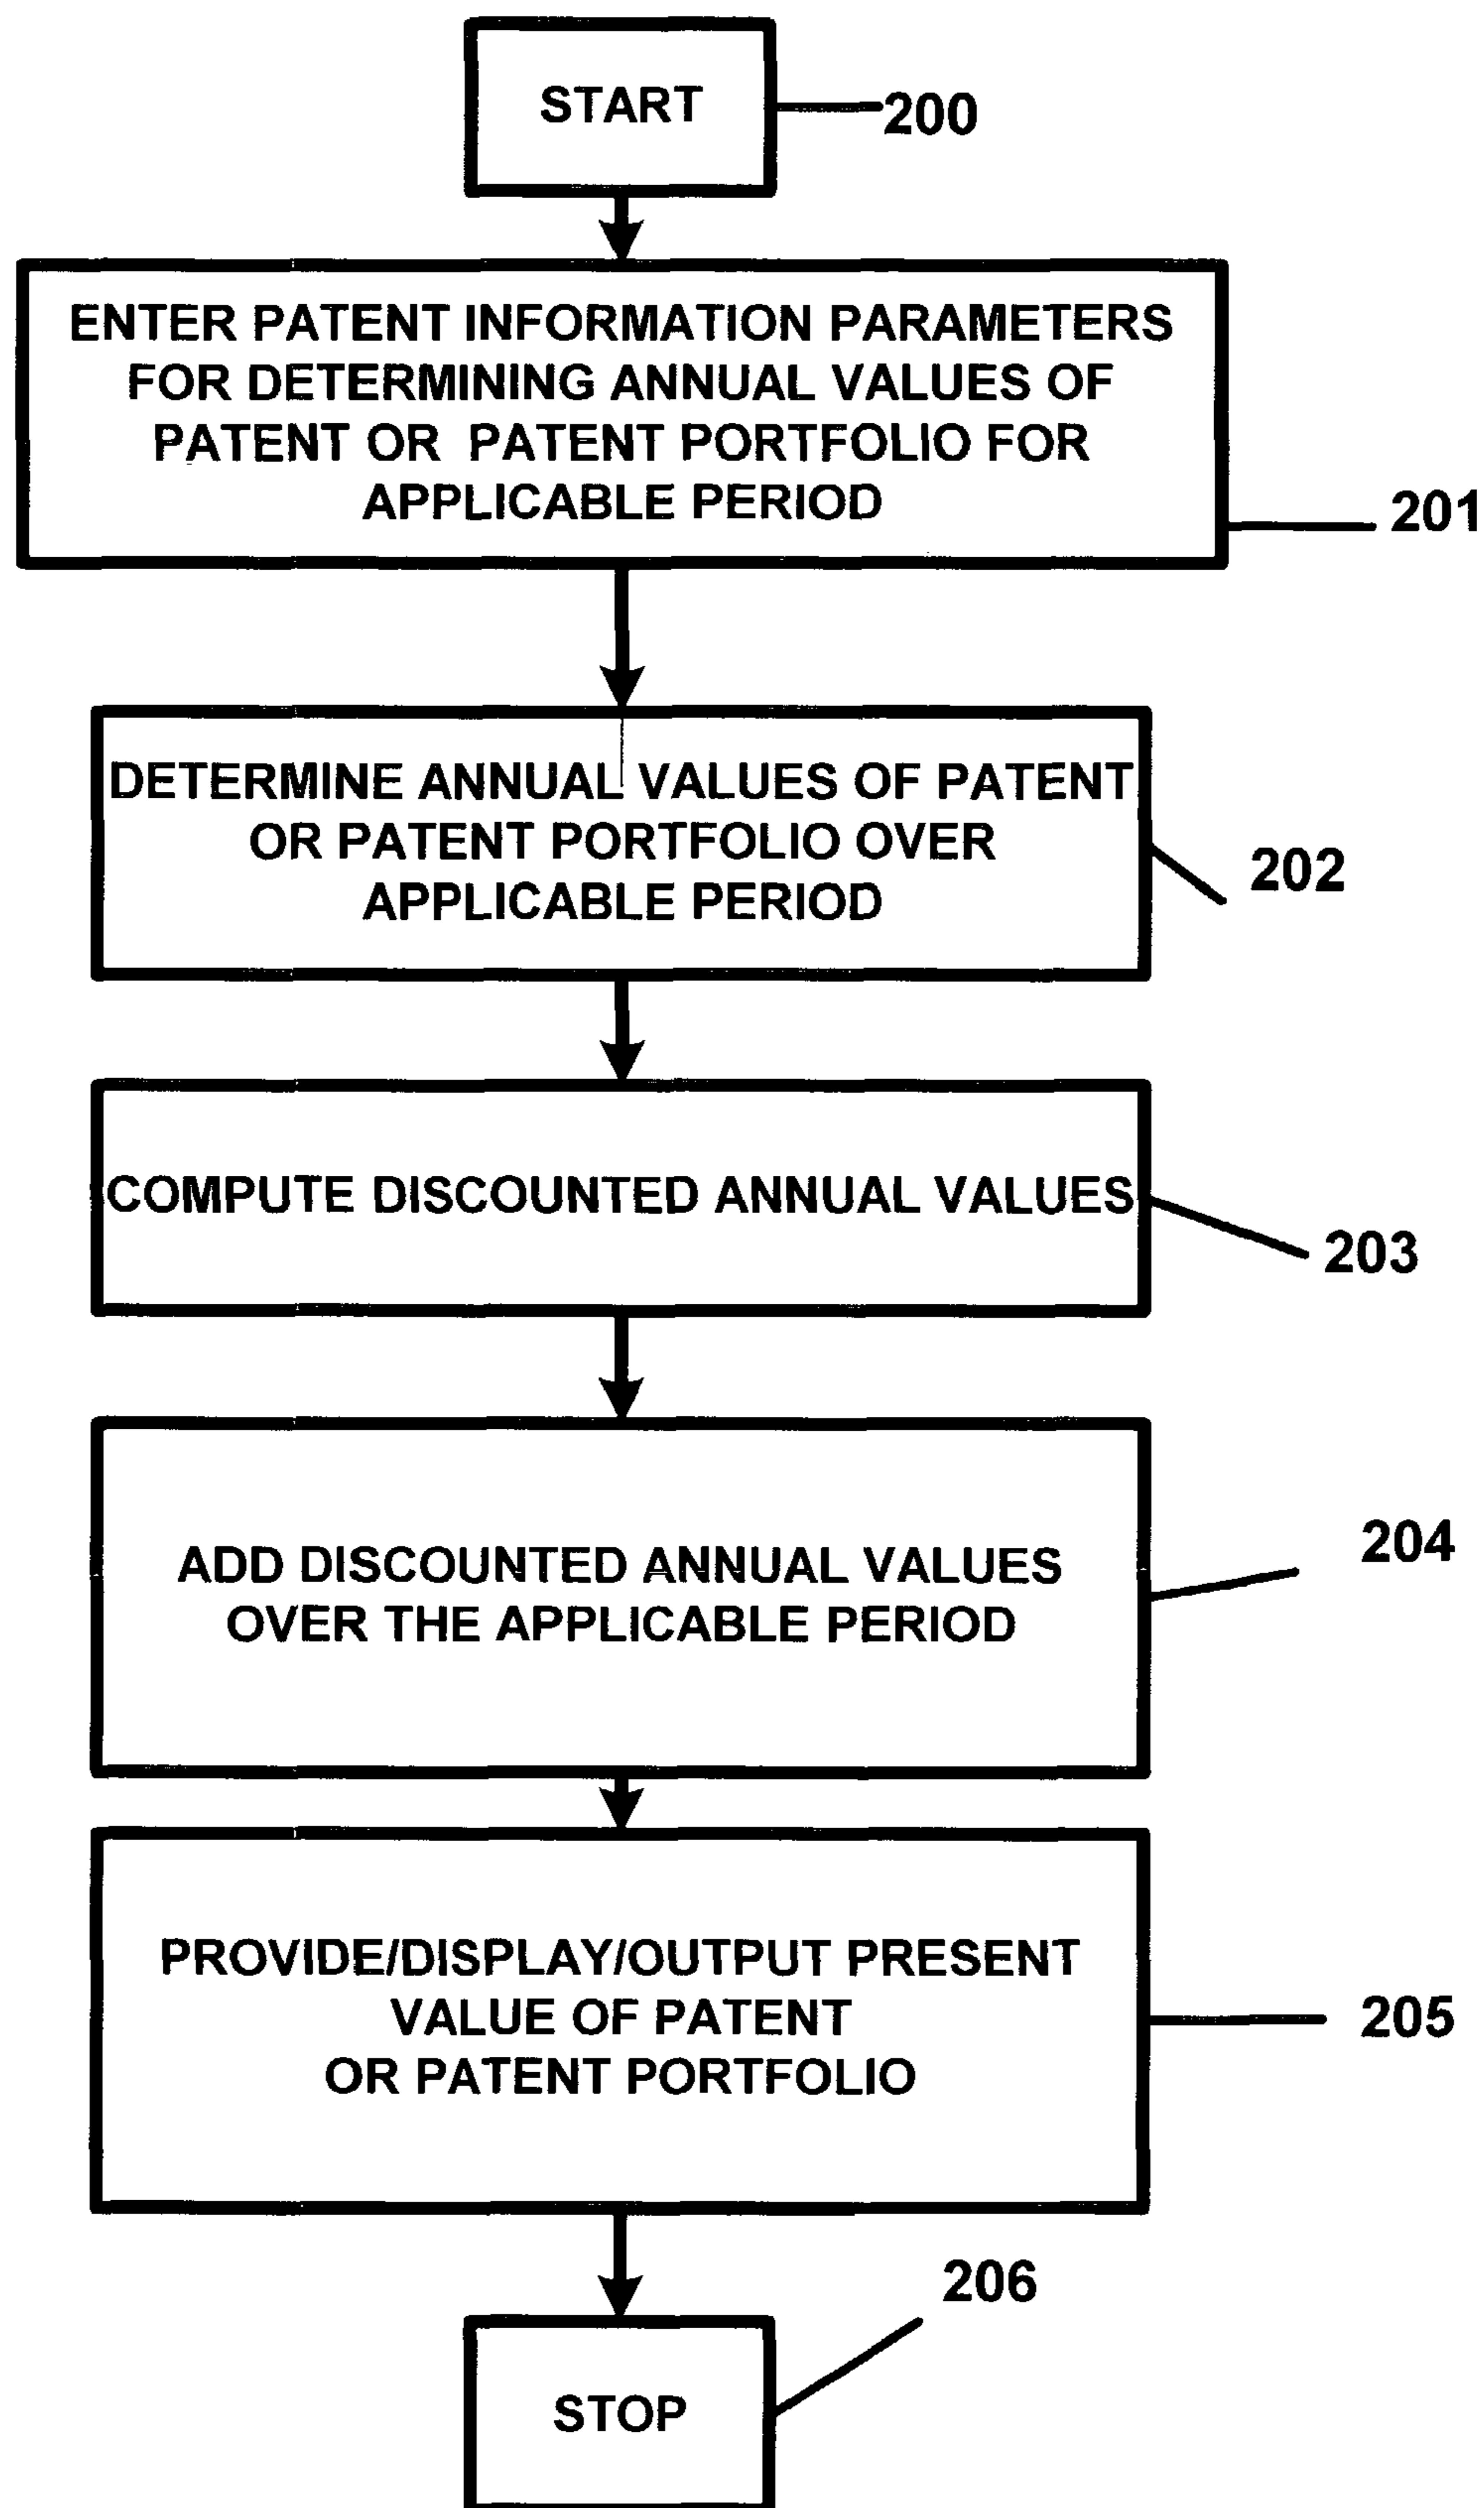 START
200
ENTER PATENT INFORMATION PARAMETERS
FOR DETERMINING ANNUAL VALUES OF
PATENT OR PATENT PORTFOLIO FOR
APPLICABLE PERIOD
201
DETERMINE ANNUAL VALUES OF PATENT
OR PATENT PORTFOLIO OVER
APPLICABLE PERIOD
202
COMPUTE DISCOUNTED ANNUAL VALUES
203
ADD DISCOUNTED ANNUAL VALUES
OVER THE APPLICABLE PERIOD
204
PROVIDE/DISPLAY/OUTPUT PRESENT
VALUE OF PATENT
OR PATENT PORTFOLIO
205
206
STOP